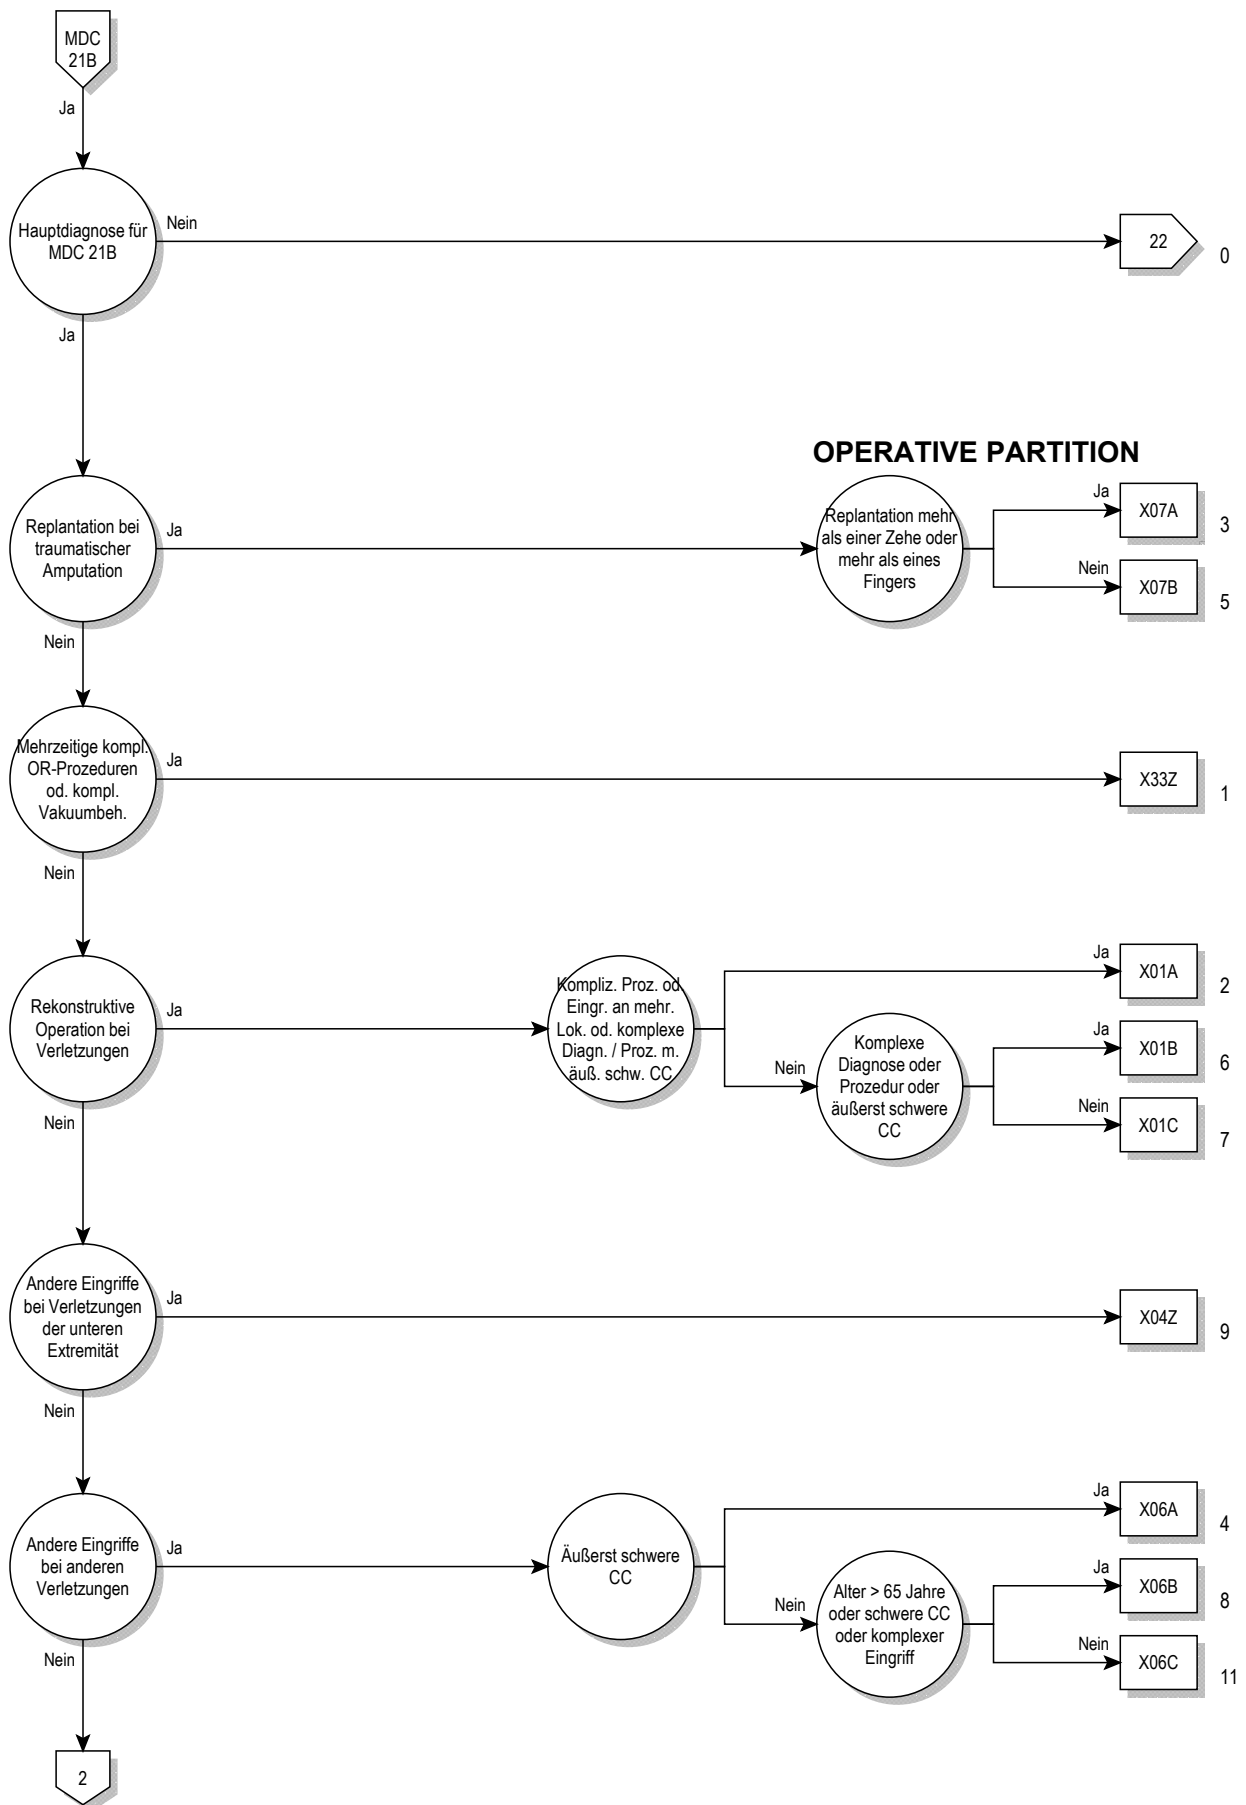 MDC
21B
Ja
Hauptdiagnose für
MDC 21B
Nein
22
0
Ja
OPERATIVE PARTITION
Replantation bei
traumatischer
Amputation
Ja
Replantation mehr
als einer Zehe oder
mehr als eines
Fingers
Ja
X07A
3
Nein
X07B
5
Nein
Mehrzeitige kompl.
OR-Prozeduren
od. kompl.
Vakuumbeh.
Ja
X33Z
1
Nein
Rekonstruktive
Operation bei
Verletzungen
Ja
Kompliz. Proz. od.
Eingr. an mehr.
Lok. od. komplexe
Diagn. / Proz. m.
äuß. schw. CC
Ja
X01A
2
Nein
Komplexe
Diagnose oder
Prozedur oder
äußerst schwere
CC
Ja
X01B
6
Nein
X01C
7
Nein
Andere Eingriffe
bei Verletzungen
der unteren
Extremität
Ja
X04Z
9
Nein
Andere Eingriffe
bei anderen
Verletzungen
Ja
Äußerst schwere
CC
Ja
X06A
4
Nein
Alter > 65 Jahre
oder schwere CC
oder komplexer
Eingriff
Ja
X06B
8
Nein
X06C
11
Nein
2